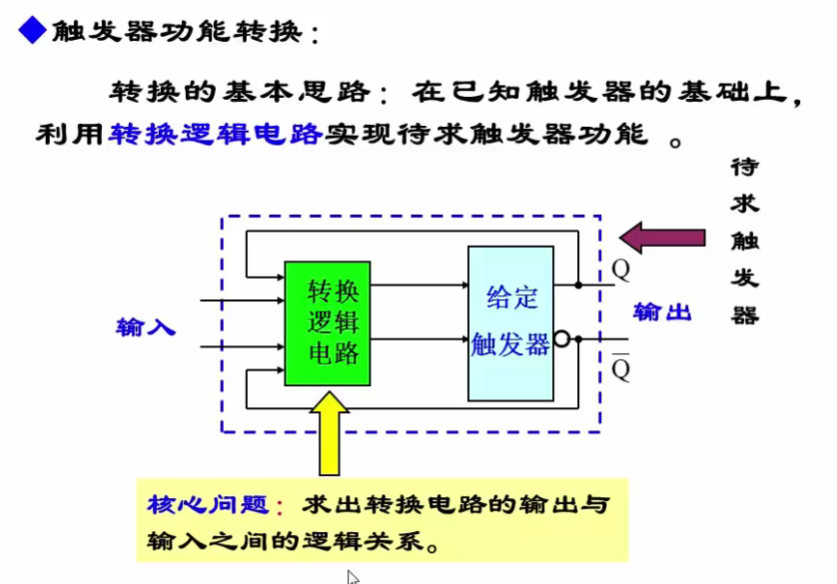 触发器功能转换：
转换的基本思路：在已知触发器的基础上，
利用转换逻辑电路实现待求触发器功能 。
待求触发器
输入
转换
逻辑
电路
给定
触发器
Q
输出
Q̅
核心问题：求出转换电路的输出与
输入之间的逻辑关系。